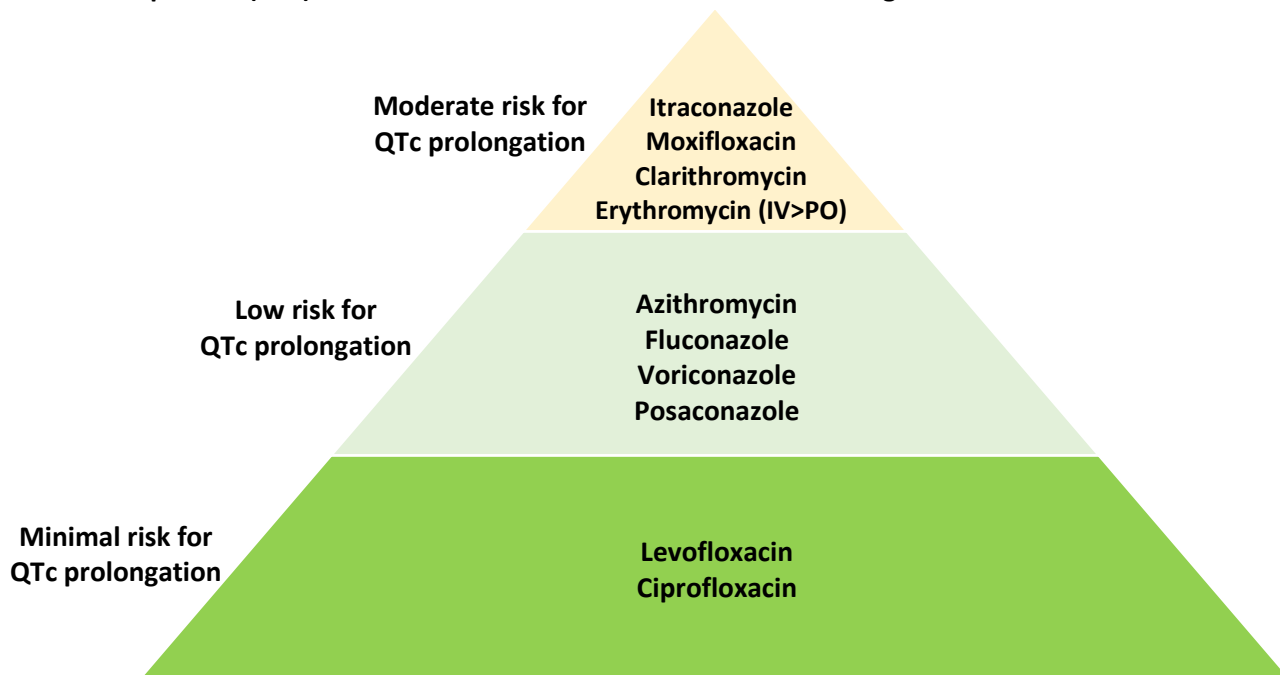 Moderate risk for
QTc prolongation
Itraconazole
Moxifloxacin
Clarithromycin
Erythromycin (IV>PO)
Low risk for
QTc prolongation
Azithromycin
Fluconazole
Voriconazole
Posaconazole
Minimal risk for
QTc prolongation
Levofloxacin
Ciprofloxacin